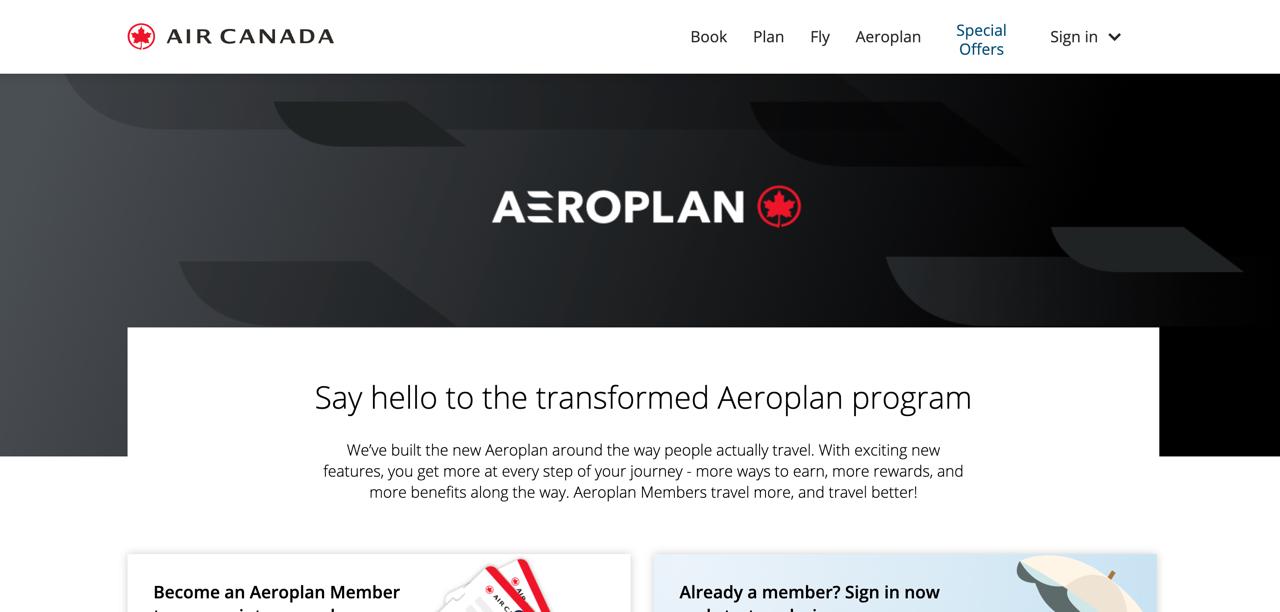 AIR CANADA
Book Plan Fly Aeroplan Special Offers Sign in
AEROPLAN
Say hello to the transformed Aeroplan program
We’ve built the new Aeroplan around the way people actually travel. With exciting new
features, you get more at every step of your journey - more ways to earn, more rewards, and
more benefits along the way. Aeroplan Members travel more, and travel better!
Become an Aeroplan Member
AIR C
AIR
Already a member? Sign in now